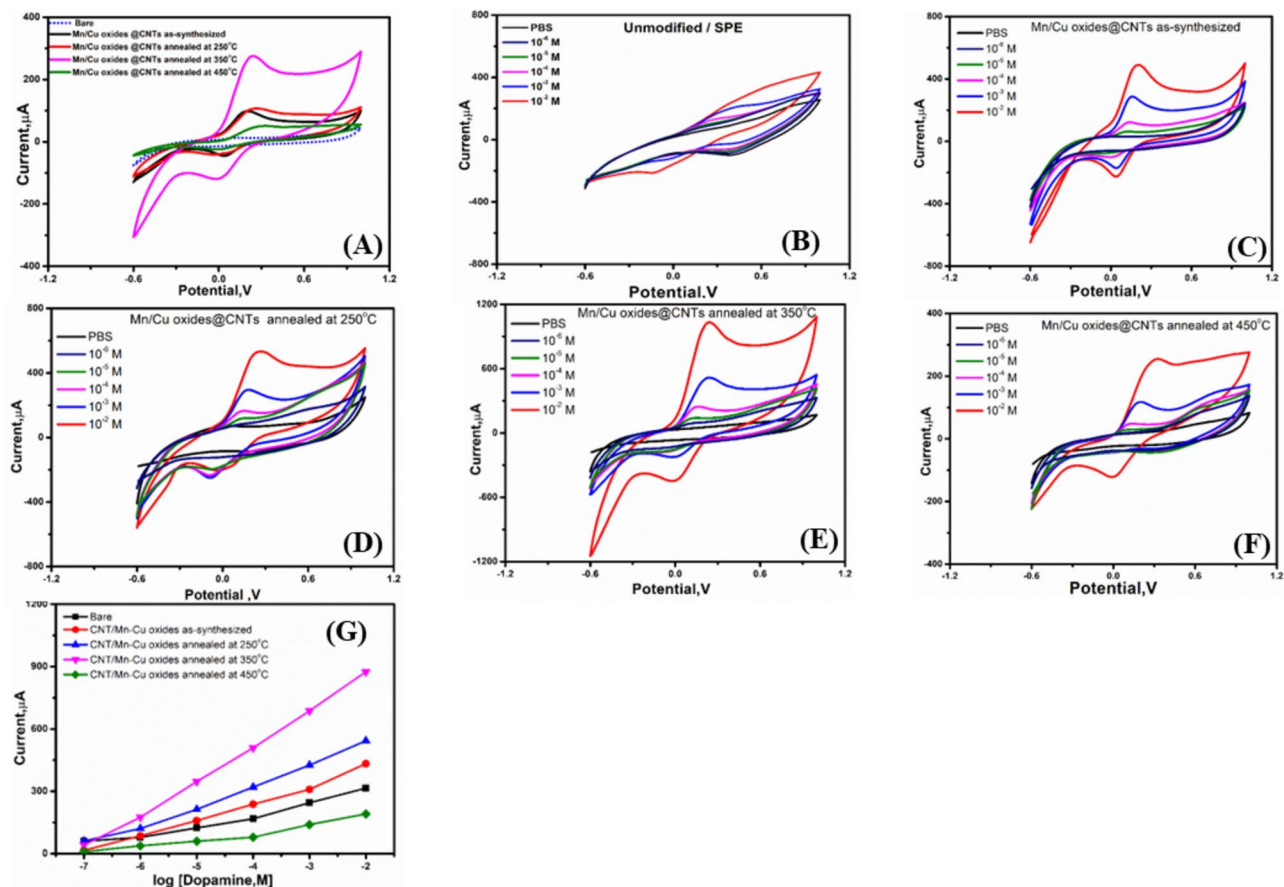 400
200
0
-200
-400
Current,µA
Bare
Mn/Cu oxides @CNTs as-synthesized
Mn/Cu oxides @CNTs annealed at 250°C
Mn/Cu oxides @CNTs annealed at 350°C
Mn/Cu oxides @CNTs annealed at 450°C
(A)
-1.2 -0.6 0.0 0.6 1.2
Potential,V
800
400
0
-400
-800
Current,µA
Unmodified / SPE
PBS
10-6 M
10-5 M
10-4 M
10-3 M
10-2 M
(B)
-1.2 -0.6 0.0 0.6 1.2
Potential,V
800
400
0
-400
-800
Current,µA
Mn/Cu oxides@CNTs as-synthesized
PBS
10-6 M
10-5 M
10-4 M
10-3 M
10-2 M
(C)
-1.2 -0.6 0.0 0.6 1.2
Potential,V
800
400
0
-400
-800
Current,µA
Mn/Cu oxides@CNTs annealed at 250°C
PBS
10-6 M
10-5 M
10-4 M
10-3 M
10-2 M
(D)
-1.2 -0.6 0.0 0.6 1.2
Potential ,V
1200
600
0
-600
-1200
Current,µA
Mn/Cu oxides@CNTs annealed at 350°C
PBS
10-6 M
10-5 M
10-4 M
10-3 M
10-2 M
(E)
-1.2 -0.6 0.0 0.6 1.2
Potential,V
400
200
0
-200
-400
Current,µA
Mn/Cu oxides@CNTs annealed at 450°C
PBS
10-6 M
10-5 M
10-4 M
10-3 M
10-2 M
(F)
-1.2 -0.6 0.0 0.6 1.2
Potential,V
1200
900
600
300
0
Current,µA
Bare
CNT/Mn-Cu oxides as-synthesized
CNT/Mn-Cu oxides annealed at 250°C
CNT/Mn-Cu oxides annealed at 350°C
CNT/Mn-Cu oxides annealed at 450°C
(G)
-7 -6 -5 -4 -3 -2
log [Dopamine,M]